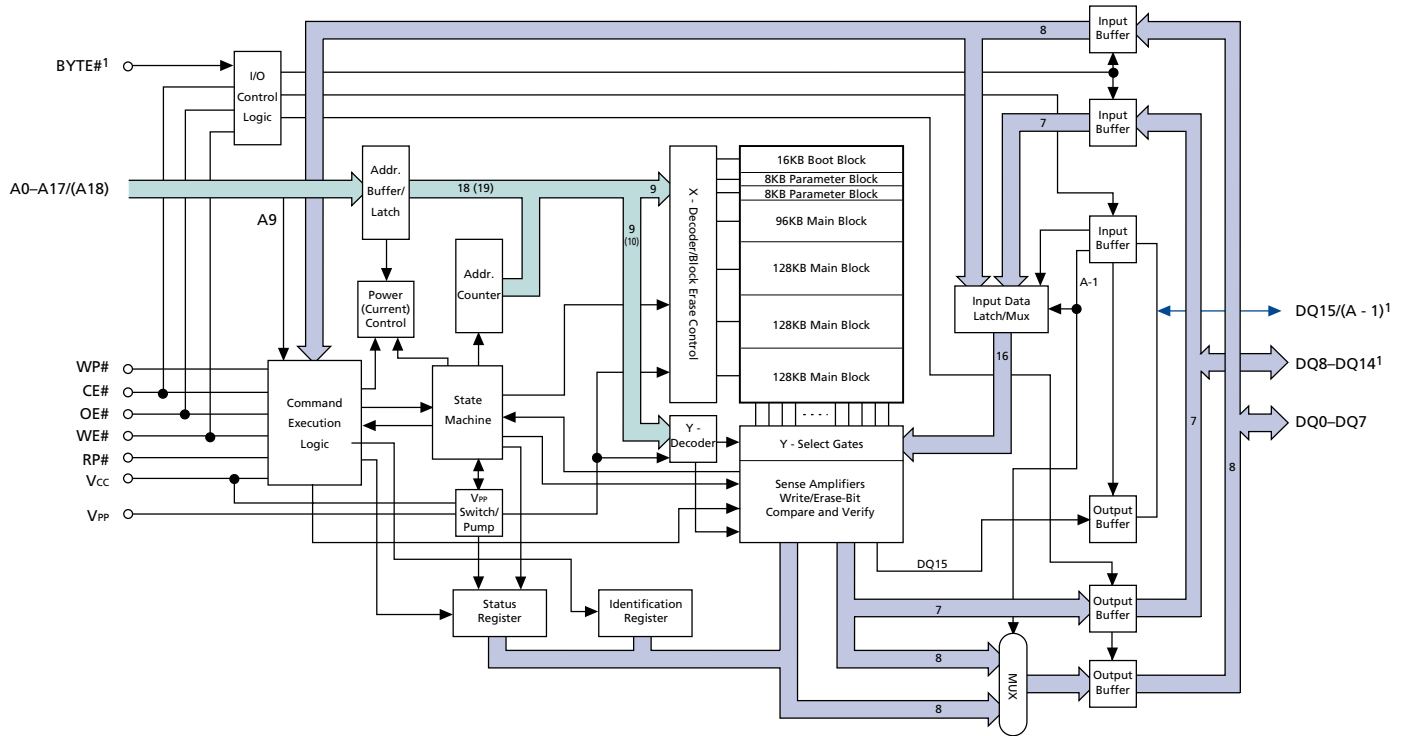 BYTE#1
A0–A17/(A18)
A9
WP#
CE#
OE#
WE#
RP#
VCC
VPP
I/O
Control
Logic
Addr.
Buffer/
Latch
18 (19)
9
9
(10)
Power
(Current)
Control
Addr.
Counter
Command
Execution
Logic
State
Machine
VPP
Switch/
Pump
Status
Register
Identification
Register
X - Decoder/Block Erase Control
Y -
Decoder
16KB Boot Block
8KB Parameter Block
8KB Parameter Block
96KB Main Block
128KB Main Block
128KB Main Block
128KB Main Block
Y - Select Gates
Sense Amplifiers
Write/Erase-Bit
Compare and Verify
8
Input
Buffer
7
Input
Buffer
Input
Buffer
A-1
Input Data
Latch/Mux
16
DQ15
Output
Buffer
7
Output
Buffer
8
8
MUX
Output
Buffer
7
8
DQ15/(A - 1)1
DQ8–DQ141
DQ0–DQ7